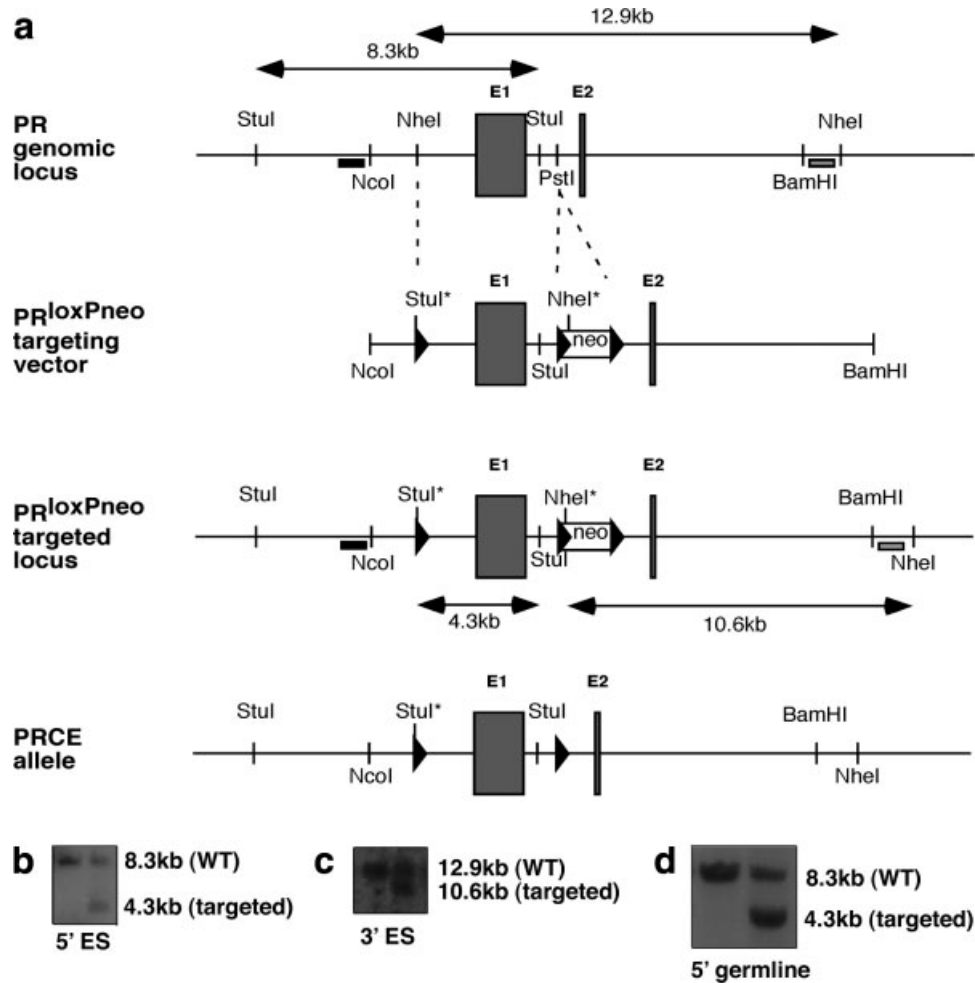 a
12.9kb
8.3kb
E1
E2
PR
genomic
locus
StuI
NheI
StuI
NheI
NcoI
PstI
BamHI
E1
E2
PRloxPneo
targeting
vector
StuI*
NheI*
neo
NcoI
StuI
BamHI
E1
E2
PRloxPneo
targeted
locus
StuI
StuI*
NheI*
BamHI
neo
NcoI
StuI
NheI
4.3kb
10.6kb
E1
E2
PRCE
allele
StuI
StuI*
StuI
BamHI
NcoI
NheI
b
8.3kb (WT)
4.3kb (targeted)
5' ES
c
12.9kb (WT)
10.6kb (targeted)
3' ES
d
8.3kb (WT)
4.3kb (targeted)
5' germline